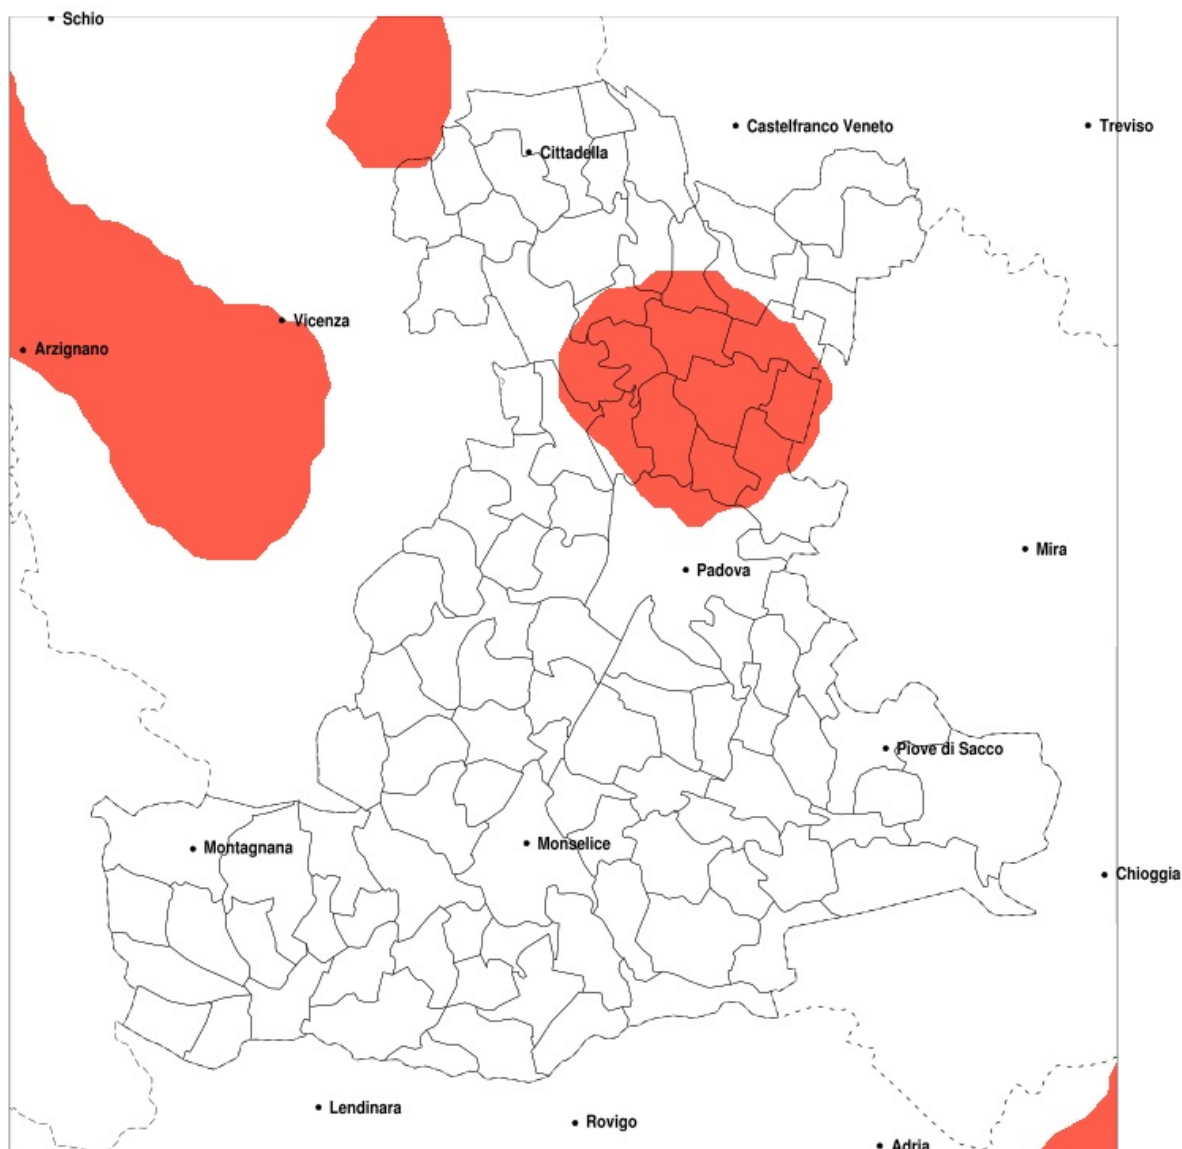 Schio
Castelfranco Veneto
Treviso
Cittadella
Vicenza
Arzignano
Mira
Padova
Piove di Sacco
Montagnana
Monselice
Chioggia
Lendinara
Rovigo
Adria